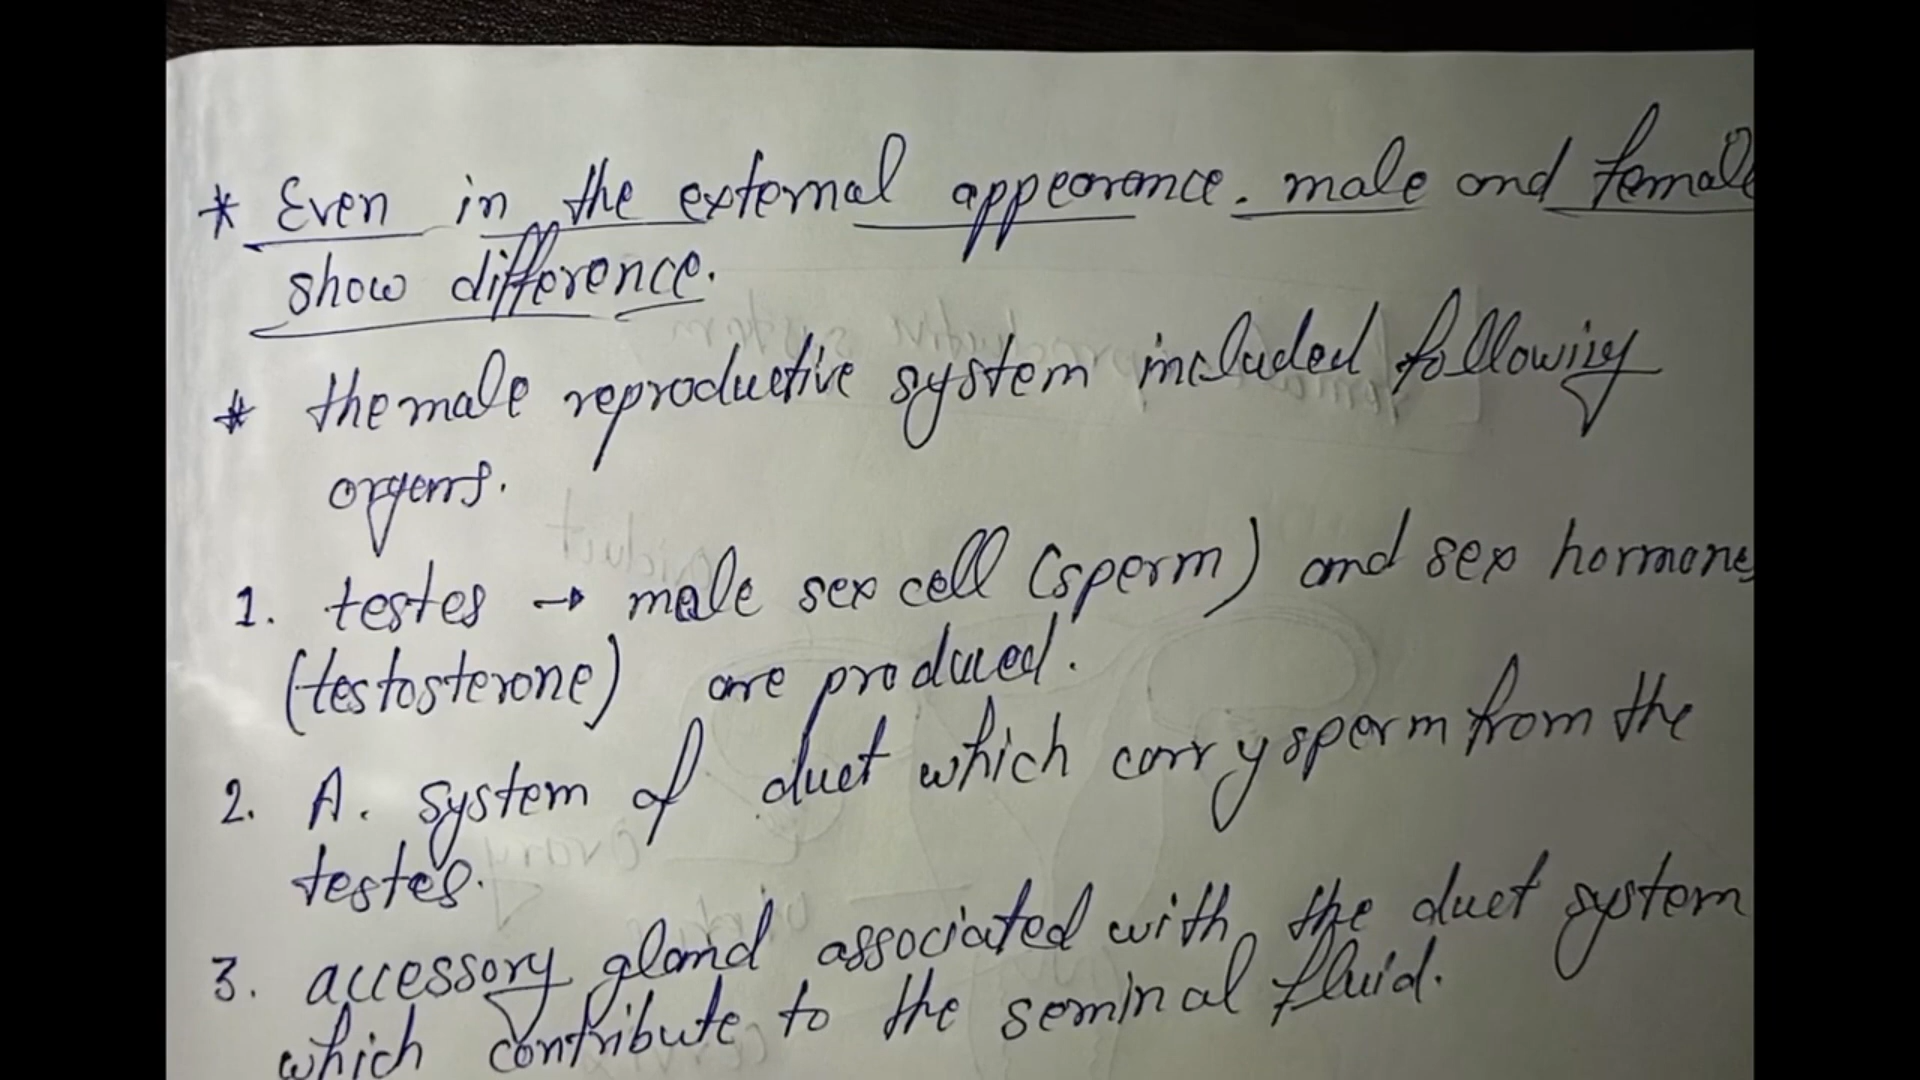 * Even in the external appearance. male and female
show difference.
* the male reproductive system included following
organs.
1. testes → male sex cell (sperm) and sex hormones
(testosterone) are produced.
2. A. system of duct which carry sperm from the
testes.
3. accessory gland associated with the duct system
which contribute to the seminal fluid.